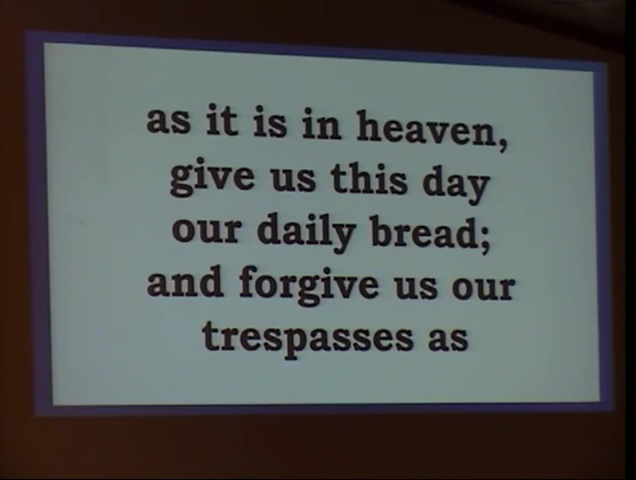 as it is in heaven,
give us this day
our daily bread;
and forgive us our
trespasses as